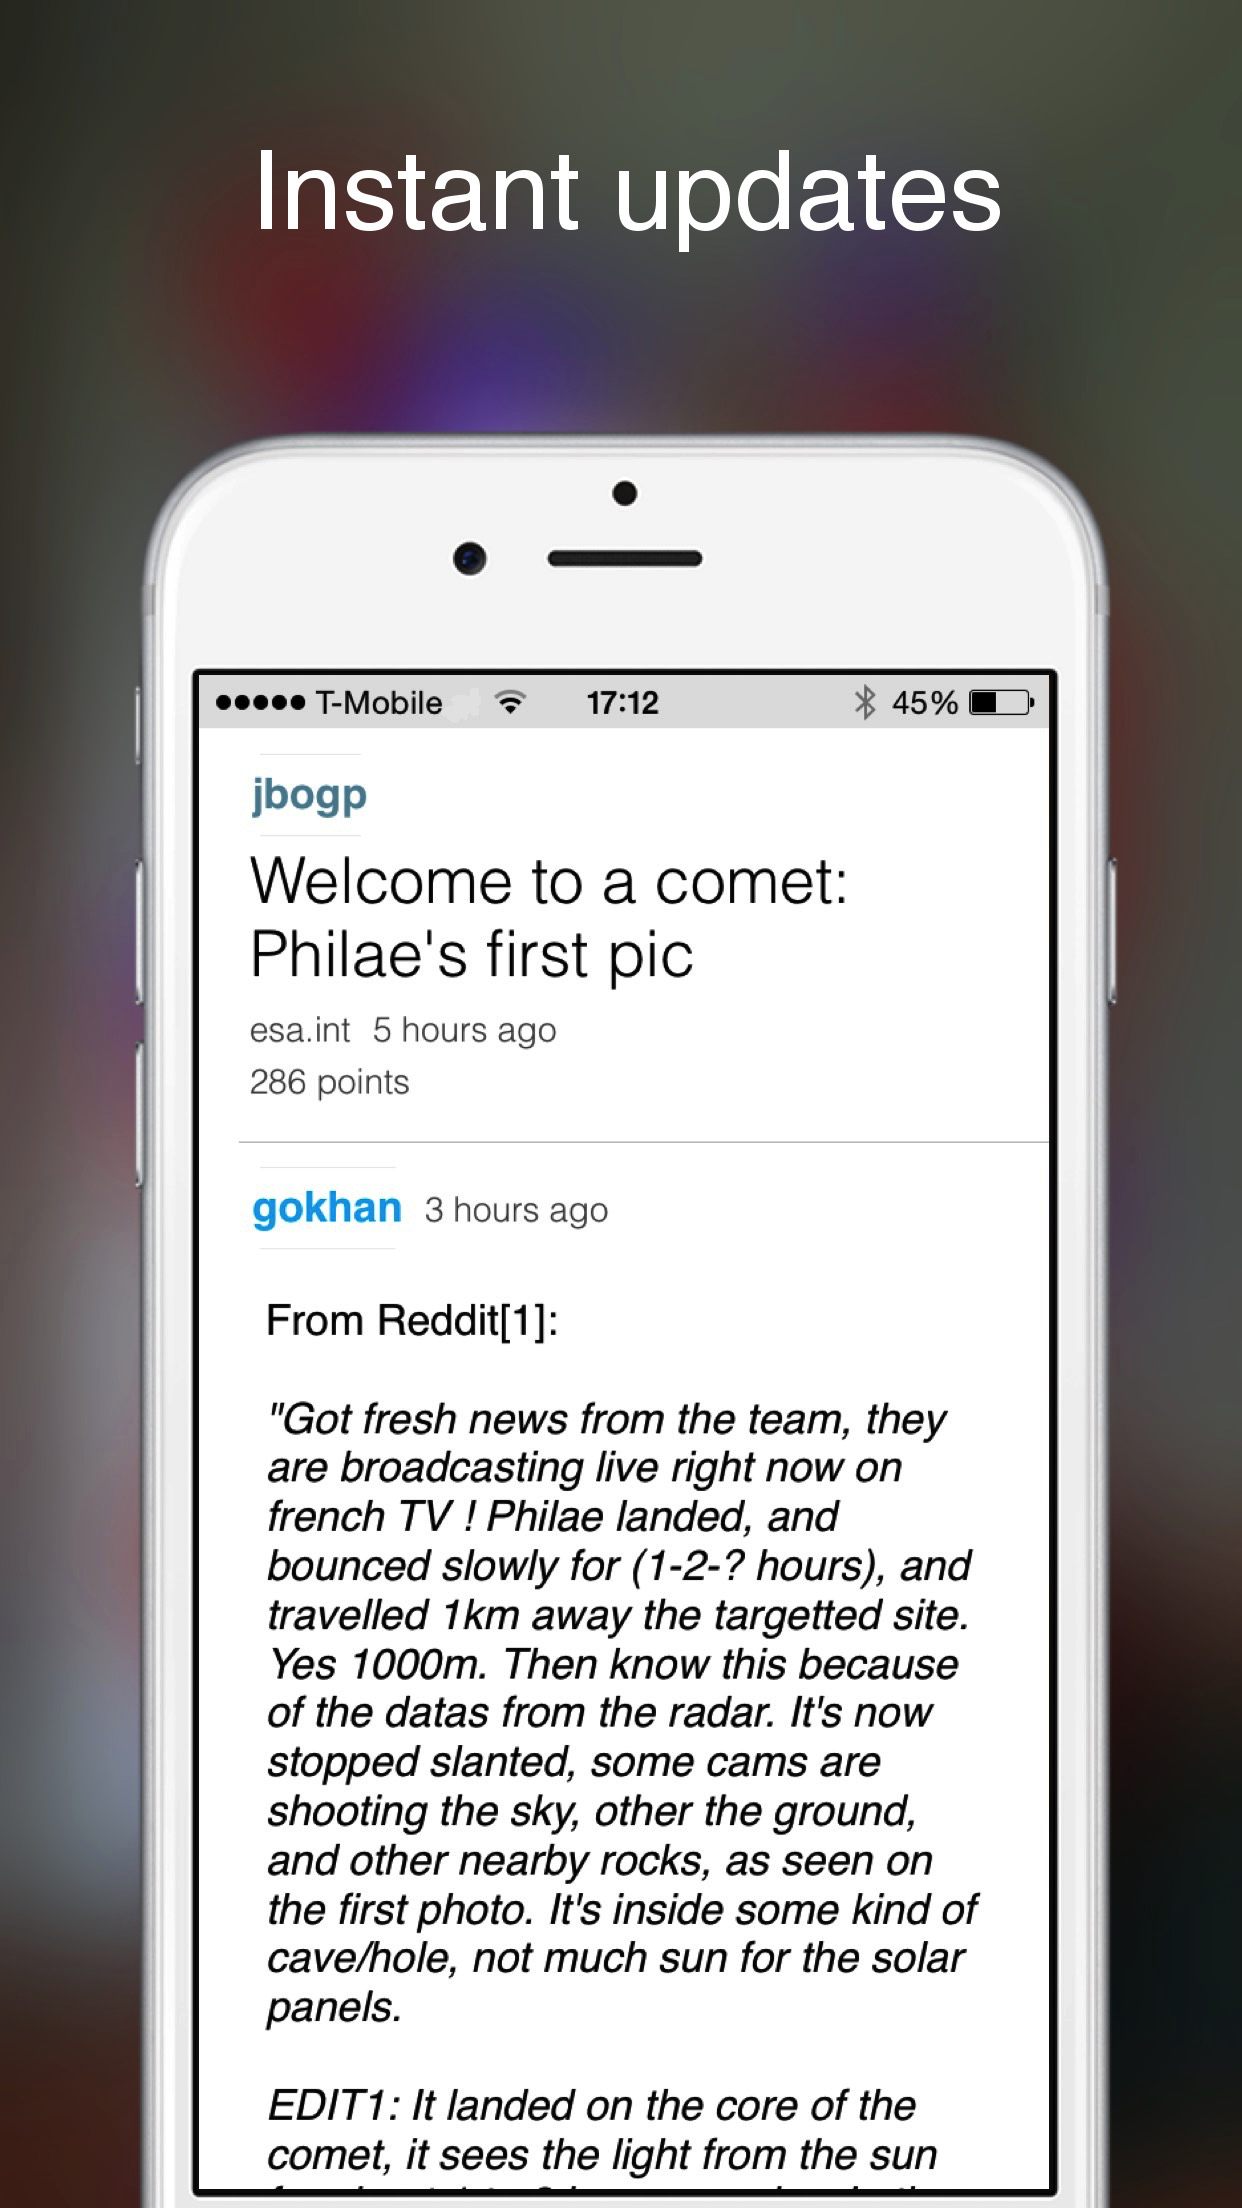 Instant updates
T-Mobile 17:12 45%
jbogp
Welcome to a comet:
Philae's first pic
esa.int 5 hours ago
286 points
gokhan 3 hours ago
From Reddit[1]:
"Got fresh news from the team, they
are broadcasting live right now on
french TV ! Philae landed, and
bounced slowly for (1-2-? hours), and
travelled 1km away the targetted site.
Yes 1000m. Then know this because
of the datas from the radar. It's now
stopped slanted, some cams are
shooting the sky, other the ground,
and other nearby rocks, as seen on
the first photo. It's inside some kind of
cave/hole, not much sun for the solar
panels.
EDIT1: It landed on the core of the
comet, it sees the light from the sun